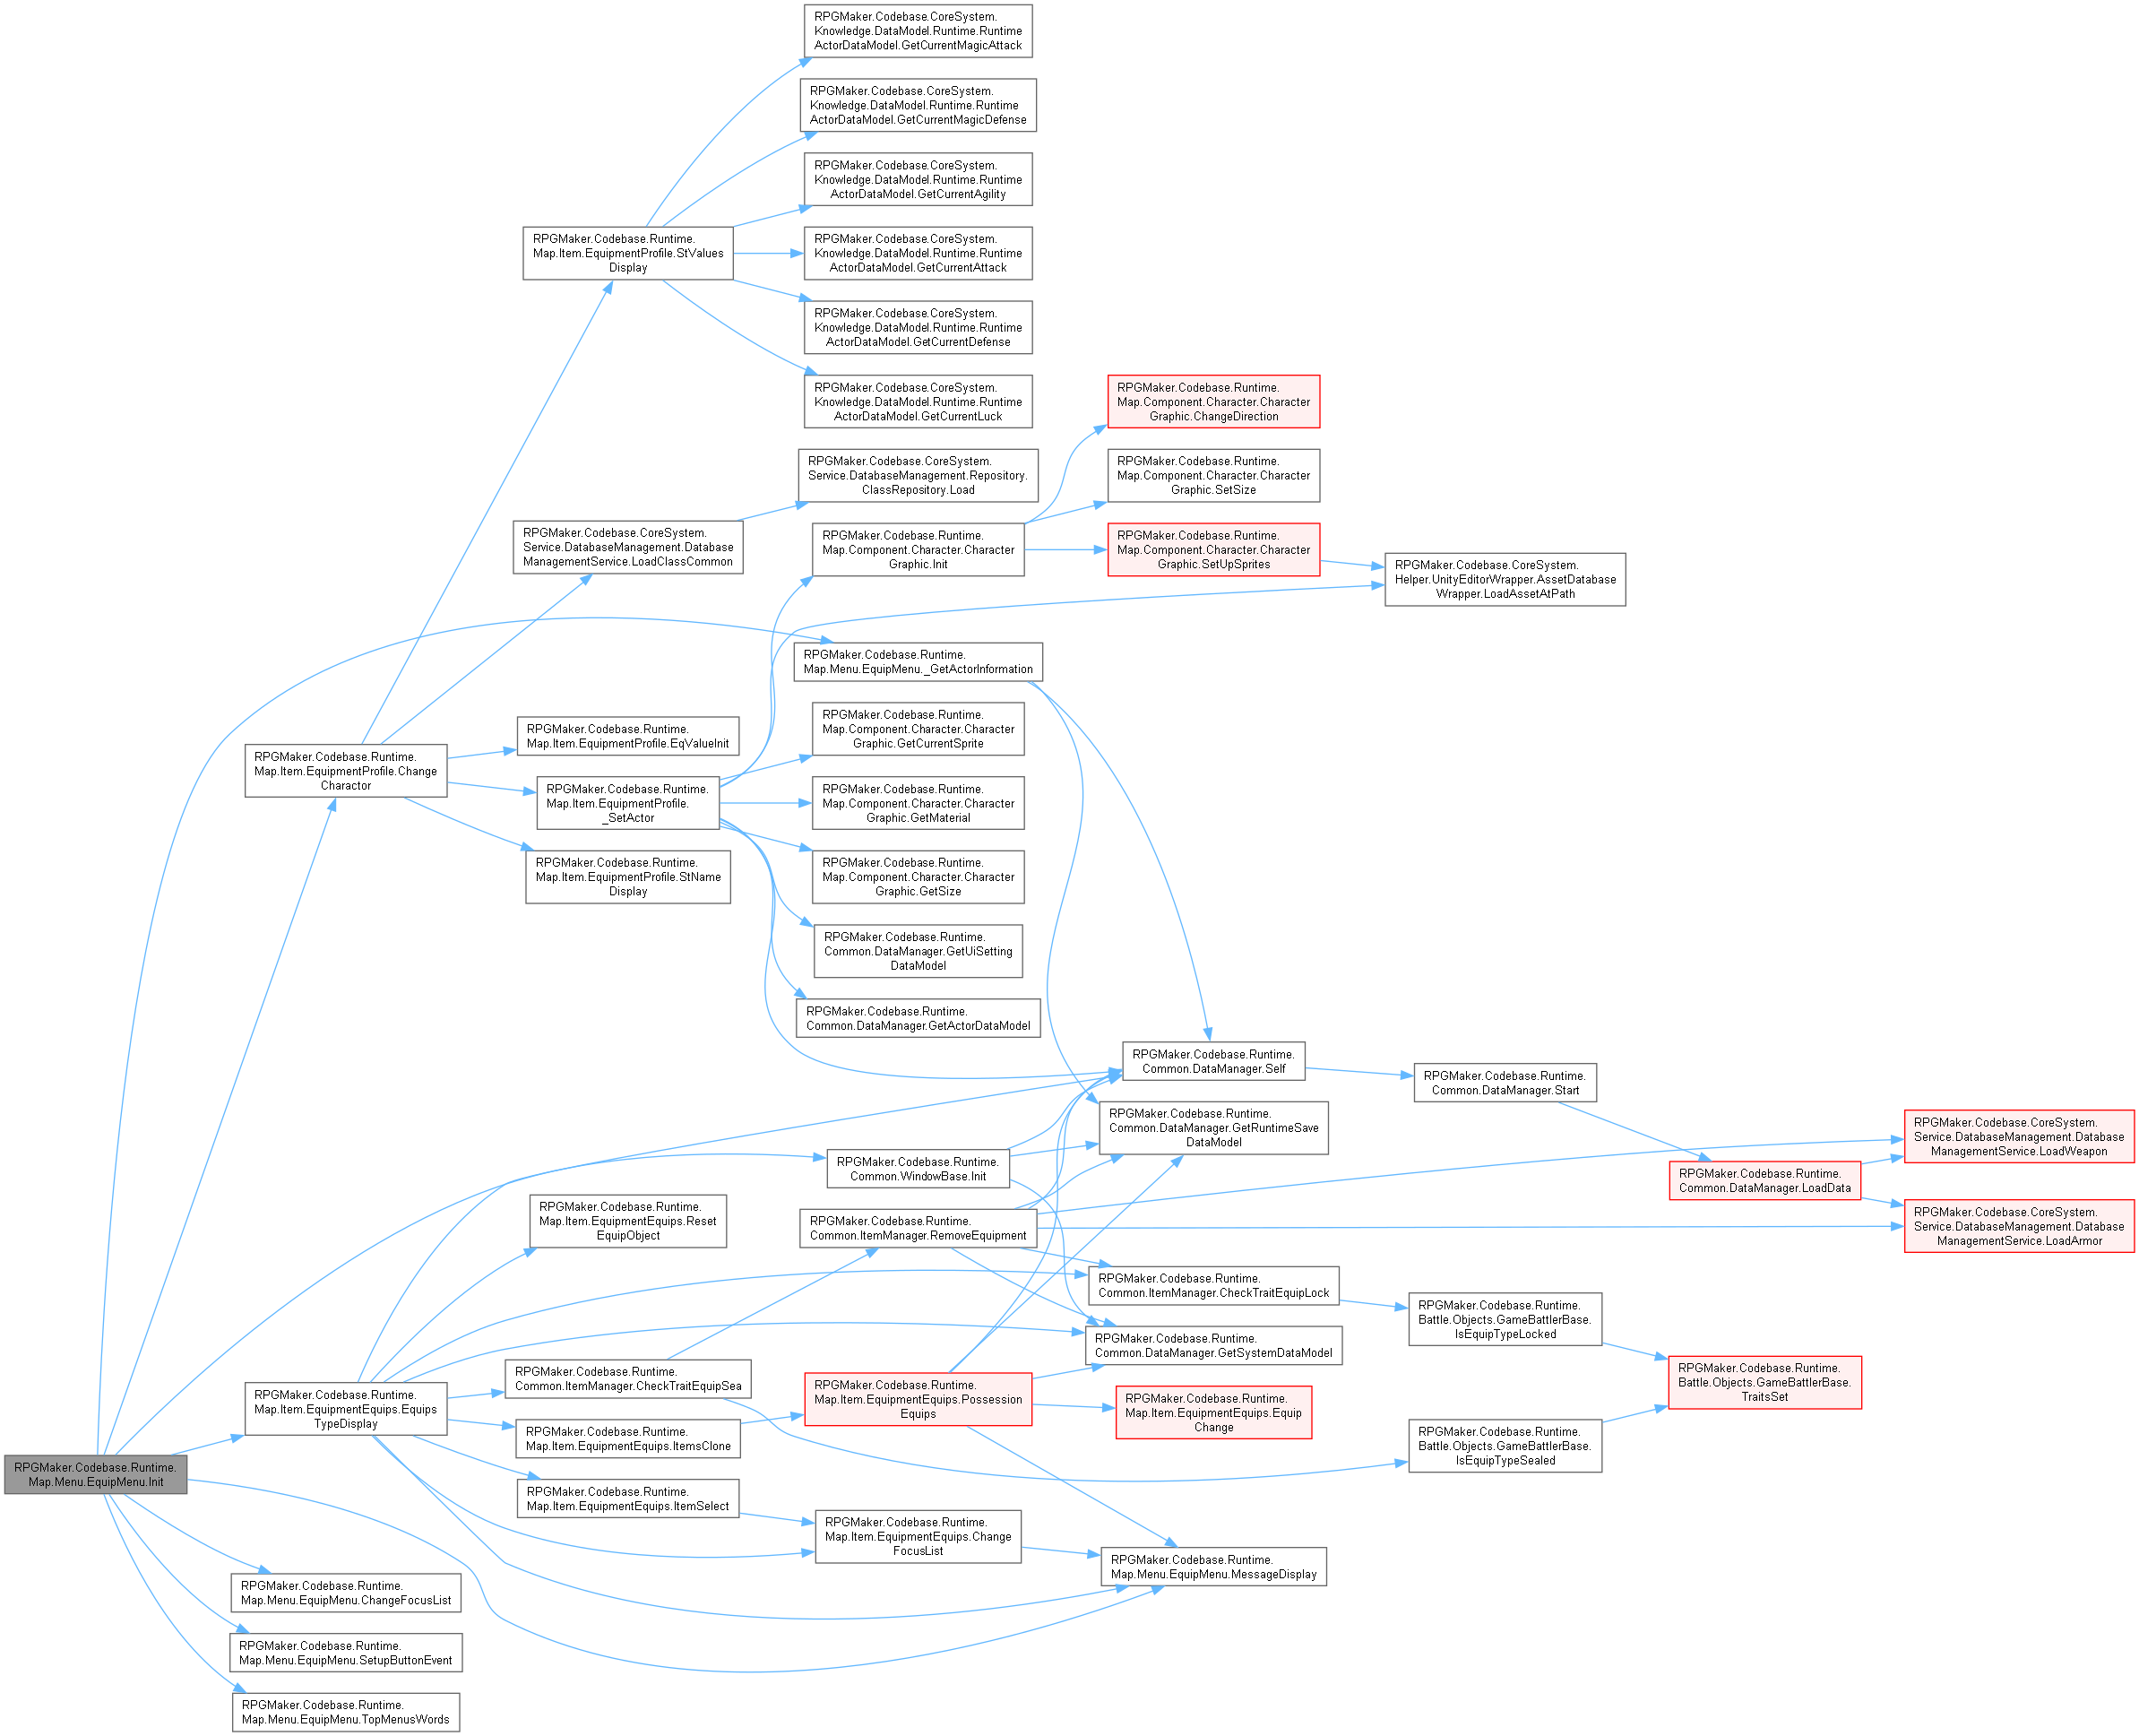 RPGMaker.Codebase.CoreSystem.
Knowledge.DataModel.Runtime.Runtime
ActorDataModel.GetCurrentMagicAttack
RPGMaker.Codebase.CoreSystem.
Knowledge.DataModel.Runtime.Runtime
ActorDataModel.GetCurrentMagicDefense
RPGMaker.Codebase.CoreSystem.
Knowledge.DataModel.Runtime.Runtime
ActorDataModel.GetCurrentAgility
RPGMaker.Codebase.Runtime.
Map.Item.EquipmentProfile.StValues
Display
RPGMaker.Codebase.CoreSystem.
Knowledge.DataModel.Runtime.Runtime
ActorDataModel.GetCurrentAttack
RPGMaker.Codebase.CoreSystem.
Knowledge.DataModel.Runtime.Runtime
ActorDataModel.GetCurrentDefense
RPGMaker.Codebase.CoreSystem.
Knowledge.DataModel.Runtime.Runtime
ActorDataModel.GetCurrentLuck
RPGMaker.Codebase.Runtime.
Map.Component.Character.Character
Graphic.ChangeDirection
RPGMaker.Codebase.CoreSystem.
Service.DatabaseManagement.Repository.
ClassRepository.Load
RPGMaker.Codebase.Runtime.
Map.Component.Character.Character
Graphic.SetSize
RPGMaker.Codebase.CoreSystem.
Service.DatabaseManagement.Database
ManagementService.LoadClassCommon
RPGMaker.Codebase.Runtime.
Map.Component.Character.Character
Graphic.Init
RPGMaker.Codebase.Runtime.
Map.Component.Character.Character
Graphic.SetUpSprites
RPGMaker.Codebase.CoreSystem.
Helper.UnityEditorWrapper.AssetDatabase
Wrapper.LoadAssetAtPath
RPGMaker.Codebase.Runtime.
Map.Menu.EquipMenu._GetActorInformation
RPGMaker.Codebase.Runtime.
Map.Item.EquipmentProfile.Change
Charactor
RPGMaker.Codebase.Runtime.
Map.Item.EquipmentProfile.EqValueInit
RPGMaker.Codebase.Runtime.
Map.Component.Character.Character
Graphic.GetCurrentSprite
RPGMaker.Codebase.Runtime.
Map.Item.EquipmentProfile.
_SetActor
RPGMaker.Codebase.Runtime.
Map.Component.Character.Character
Graphic.GetMaterial
RPGMaker.Codebase.Runtime.
Map.Item.EquipmentProfile.StName
Display
RPGMaker.Codebase.Runtime.
Map.Component.Character.Character
Graphic.GetSize
RPGMaker.Codebase.Runtime.
Common.DataManager.GetUiSetting
DataModel
RPGMaker.Codebase.Runtime.
Common.DataManager.GetActorDataModel
RPGMaker.Codebase.Runtime.
Common.DataManager.Self
RPGMaker.Codebase.Runtime.
Common.DataManager.Start
RPGMaker.Codebase.Runtime.
Common.DataManager.GetRuntimeSave
DataModel
RPGMaker.Codebase.CoreSystem.
Service.DatabaseManagement.Database
ManagementService.LoadWeapon
RPGMaker.Codebase.Runtime.
Common.WindowBase.Init
RPGMaker.Codebase.Runtime.
Common.DataManager.LoadData
RPGMaker.Codebase.Runtime.
Map.Item.EquipmentEquips.Reset
EquipObject
RPGMaker.Codebase.Runtime.
Common.ItemManager.RemoveEquipment
RPGMaker.Codebase.CoreSystem.
Service.DatabaseManagement.Database
ManagementService.LoadArmor
RPGMaker.Codebase.Runtime.
Common.ItemManager.CheckTraitEquipLock
RPGMaker.Codebase.Runtime.
Battle.Objects.GameBattlerBase.
IsEquipTypeLocked
RPGMaker.Codebase.Runtime.
Common.DataManager.GetSystemDataModel
RPGMaker.Codebase.Runtime.
Common.ItemManager.CheckTraitEquipSea
RPGMaker.Codebase.Runtime.
Battle.Objects.GameBattlerBase.
TraitsSet
RPGMaker.Codebase.Runtime.
Map.Item.EquipmentEquips.Equips
TypeDisplay
RPGMaker.Codebase.Runtime.
Map.Item.EquipmentEquips.Possession
Equips
RPGMaker.Codebase.Runtime.
Map.Item.EquipmentEquips.Equip
Change
RPGMaker.Codebase.Runtime.
Map.Item.EquipmentEquips.ItemsClone
RPGMaker.Codebase.Runtime.
Battle.Objects.GameBattlerBase.
IsEquipTypeSealed
RPGMaker.Codebase.Runtime.
Map.Menu.EquipMenu.Init
RPGMaker.Codebase.Runtime.
Map.Item.EquipmentEquips.ItemSelect
RPGMaker.Codebase.Runtime.
Map.Item.EquipmentEquips.Change
FocusList
RPGMaker.Codebase.Runtime.
Map.Menu.EquipMenu.MessageDisplay
RPGMaker.Codebase.Runtime.
Map.Menu.EquipMenu.ChangeFocusList
RPGMaker.Codebase.Runtime.
Map.Menu.EquipMenu.SetupButtonEvent
RPGMaker.Codebase.Runtime.
Map.Menu.EquipMenu.TopMenusWords